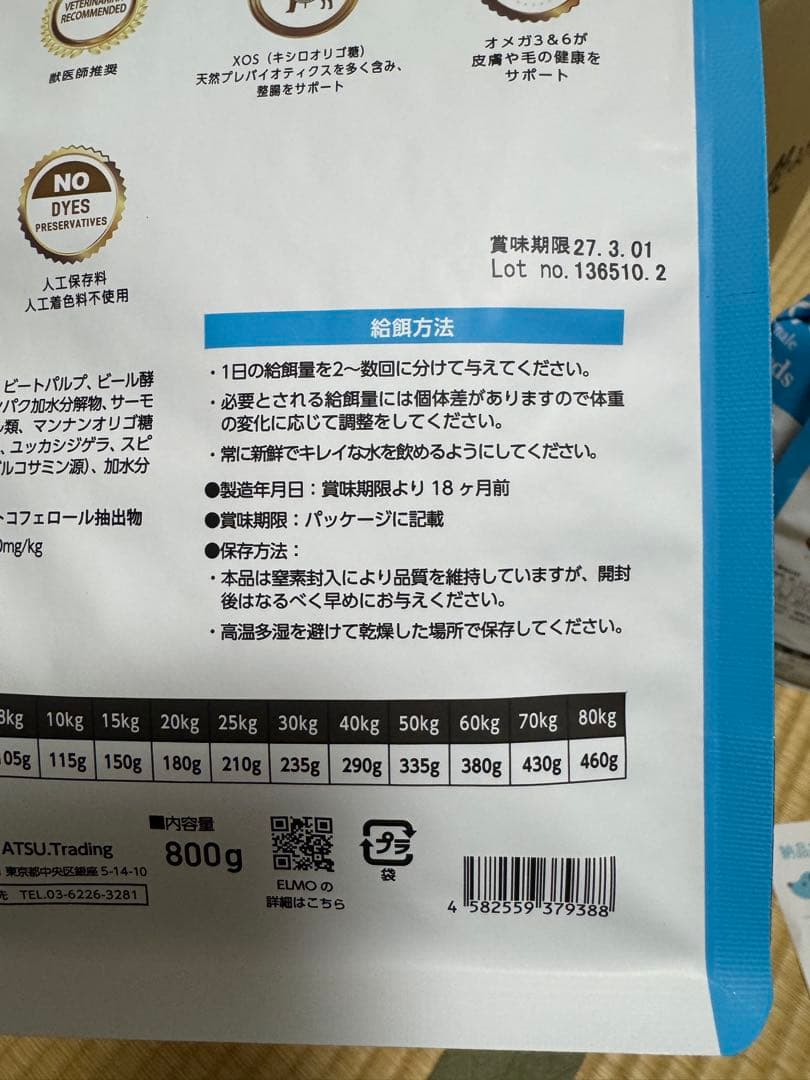 VETERINARIAN
RECOMMENDED
獣医師推奨
XOS（キシロオリゴ糖）
天然プレバイオティクスを多く含み、
整腸をサポート
オメガ3＆6が
皮膚や毛の健康を
サポート
NO
DYES
PRESERVATIVES
人工保存料
人工着色料不使用
賞味期限27.3.01
Lot no.136510.2
給餌方法
・1日の給餌量を2〜数回に分けて与えてください。
・必要とされる給餌量には個体差がありますので体重
の変化に応じて調整をしてください。
・常に新鮮でキレイな水を飲めるようにしてください。
●製造年月日：賞味期限より18ヶ月前
●賞味期限：パッケージに記載
●保存方法：
・本品は窒素封入により品質を維持していますが、開封
後はなるべく早めにお与えください。
・高温多湿を避けて乾燥した場所で保存してください。
ビートパルプ、ビール酵
パク加水分解物、サーモ
類、マンナンオリゴ糖
、ユッカシジゲラ、スピ
ルコサミン源）、加水分
トコフェロール抽出物
0mg/kg
8kg 10kg 15kg 20kg 25kg 30kg 40kg 50kg 60kg 70kg 80kg
05g 115g 150g 180g 210g 235g 290g 335g 380g 430g 460g
ATSU.Trading
東京都中央区銀座 5-14-10
先 TEL.03-6226-3281
■内容量
800g
ELMOの
詳細はこちら
プラ
袋
4 582559 379388
ds